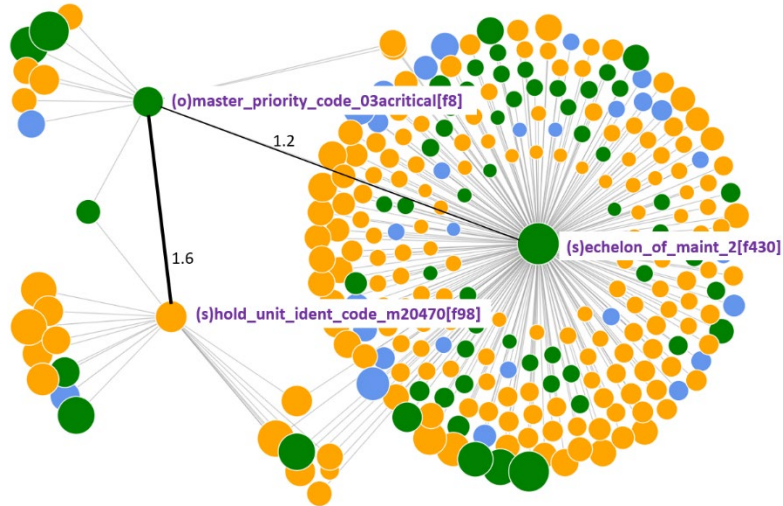 (o)master_priority_code_03acritical[f8]
1.2
(s)echelon_of_maint_2[f430]
1.6
(s)hold_unit_ident_code_m20470[f98]